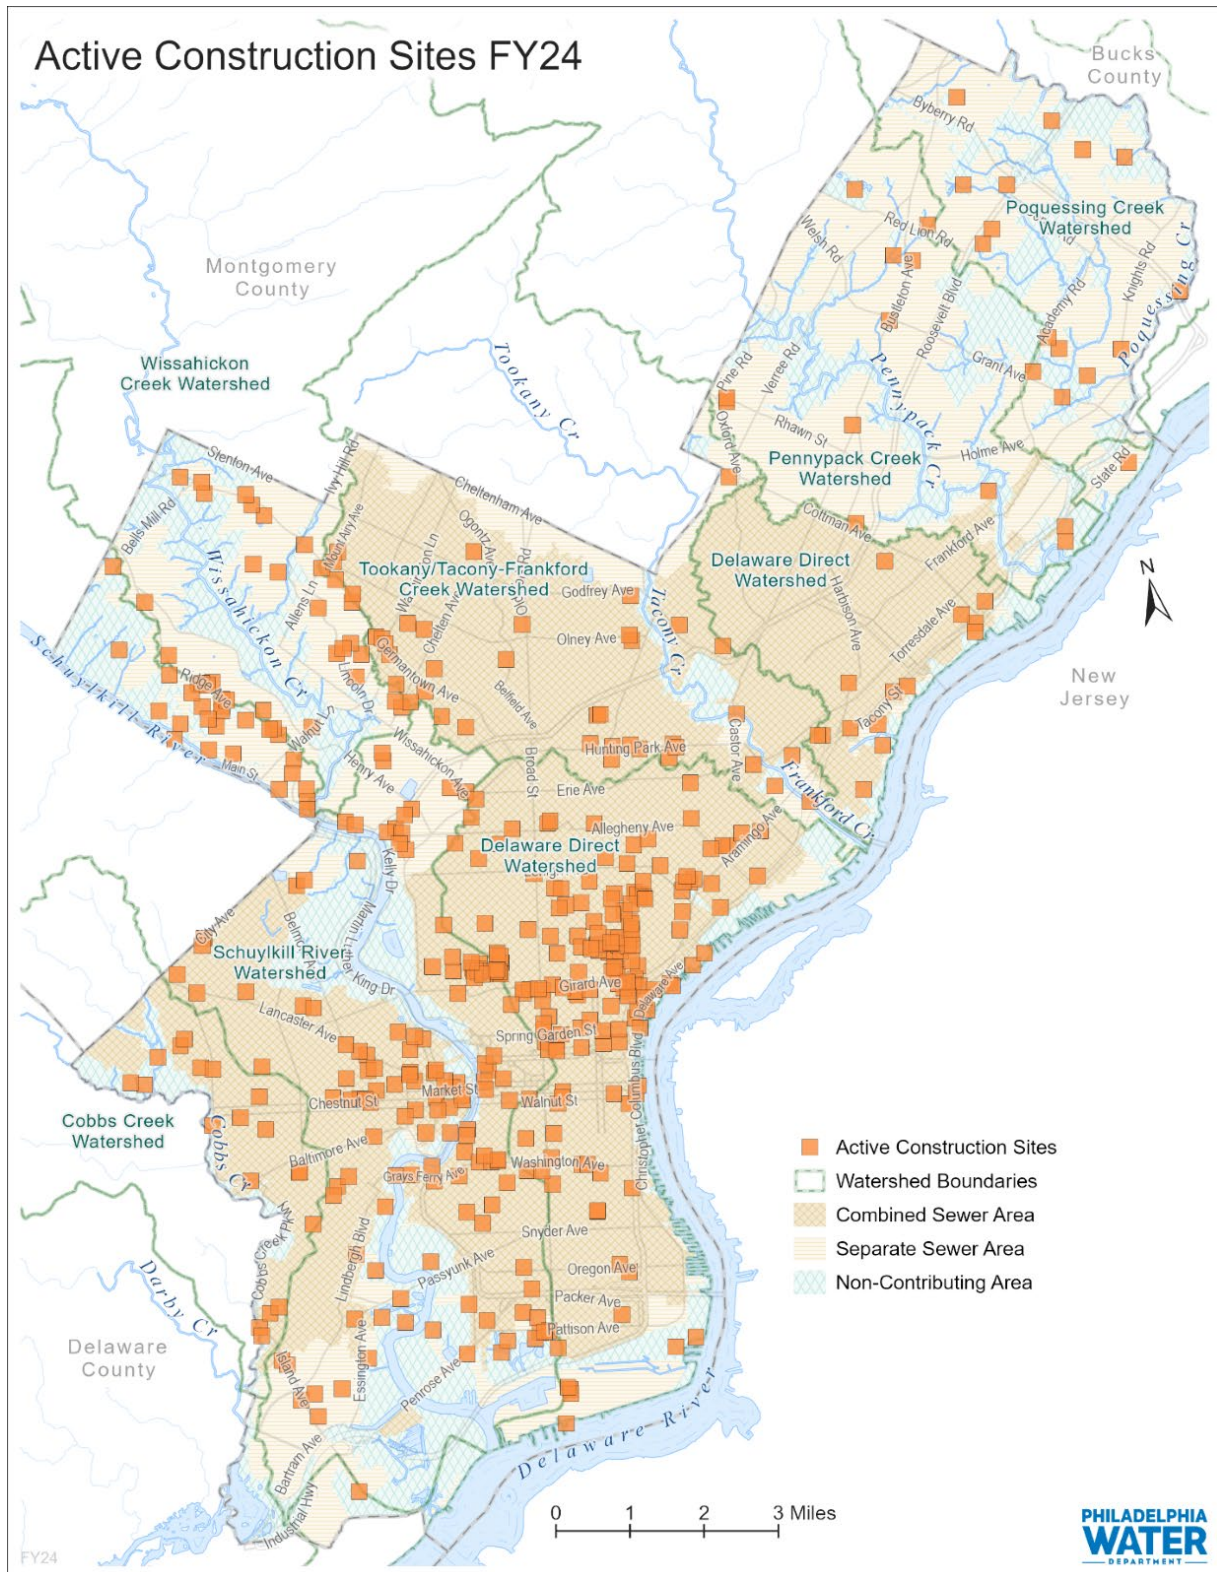 Active Construction Sites FY24
Bucks
County
Byberry Rd
Poquessing Creek
Watershed
Red Lion Rd
Welsh Rd
Knights Rd
Poquessing Cr
Montgomery
County
Bustleton Ave
Roosevelt Blvd
Academy Rd
Wissahickon
Creek Watershed
Tookany Cr
Pine Rd
Verree Rd
Grant Ave
Pennypack Cr
Oxford Ave
Rhawn St
Holme Ave
Pennypack Creek
Watershed
State Rd
Stenton Ave
Ivy Hill Rd
Cheltenham Ave
Bells Mill Rd
Mount Airy Ave
Ogontz Ave
Cottman Ave
Frankford Ave
Wissahickon Cr
Washington Ln
Tookany/Tacony-Frankford
Creek Watershed
Delaware Direct
Watershed
N
Allens Ln
Chelten Ave
Old York Rd
Godfrey Ave
Tacony Cr
Harbison Ave
Torresdale Ave
Olney Ave
Schuylkill River
Germantown Ave
Lincoln Dr
Ridge Ave
Belfield Ave
New
Jersey
Tacony St
Walnut Ln
Main St
Henry Ave
Wissahickon Ave
Broad St
Hunting Park Ave
Castor Ave
Frankford Cr
Erie Ave
Allegheny Ave
Aramingo Ave
Delaware Direct
Watershed
Kelly Dr
City Ave
Martin Luther King Dr
Schuylkill River
Watershed
Girard Ave
Delaware Ave
Lancaster Ave
Spring Garden St
Market St
Chestnut St
Walnut St
Christopher Columbus Blvd
Cobbs Creek
Watershed
Cobbs Cr
Baltimore Ave
Grays Ferry Ave
Washington Ave
Active Construction Sites
Watershed Boundaries
Combined Sewer Area
Separate Sewer Area
Non-Contributing Area
Cobbs Creek Pkwy
Lindbergh Blvd
Snyder Ave
Passyunk Ave
Oregon Ave
Packer Ave
Pattison Ave
Darby Cr
Delaware
County
Island Ave
Essington Ave
Penrose Ave
Bartram Ave
Delaware River
Industrial Hwy
0 1 2 3 Miles
PHILADELPHIA
WATER
DEPARTMENT
FY24